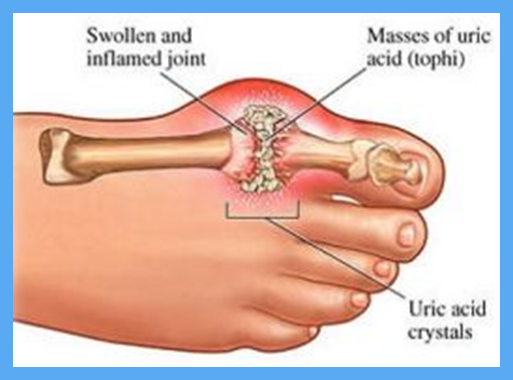 Swollen and
inflamed joint
Masses of uric
acid (tophi)
Uric acid
crystals